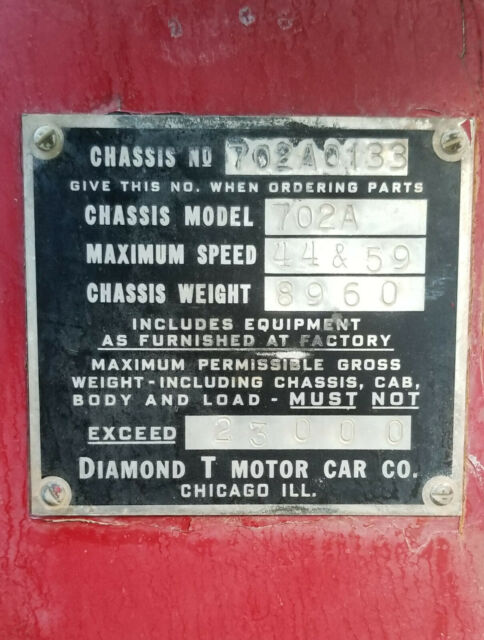 CHASSIS NO 702A0133
GIVE THIS NO. WHEN ORDERING PARTS
CHASSIS MODEL 702A
MAXIMUM SPEED 44 & 59
CHASSIS WEIGHT 8960
INCLUDES EQUIPMENT
AS FURNISHED AT FACTORY
MAXIMUM PERMISSIBLE GROSS
WEIGHT-INCLUDING CHASSIS, CAB,
BODY AND LOAD - MUST NOT
EXCEED 23000
DIAMOND T MOTOR CAR CO.
CHICAGO ILL.